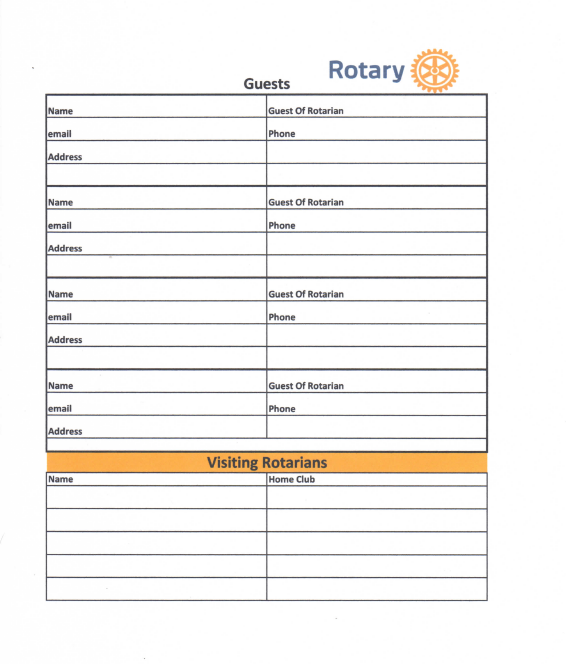 Rotary
Guests
Name Guest Of Rotarian
email Phone
Address
Name Guest Of Rotarian
email Phone
Address
Name Guest Of Rotarian
email Phone
Address
Name Guest Of Rotarian
email Phone
Address
Visiting Rotarians
Name Home Club